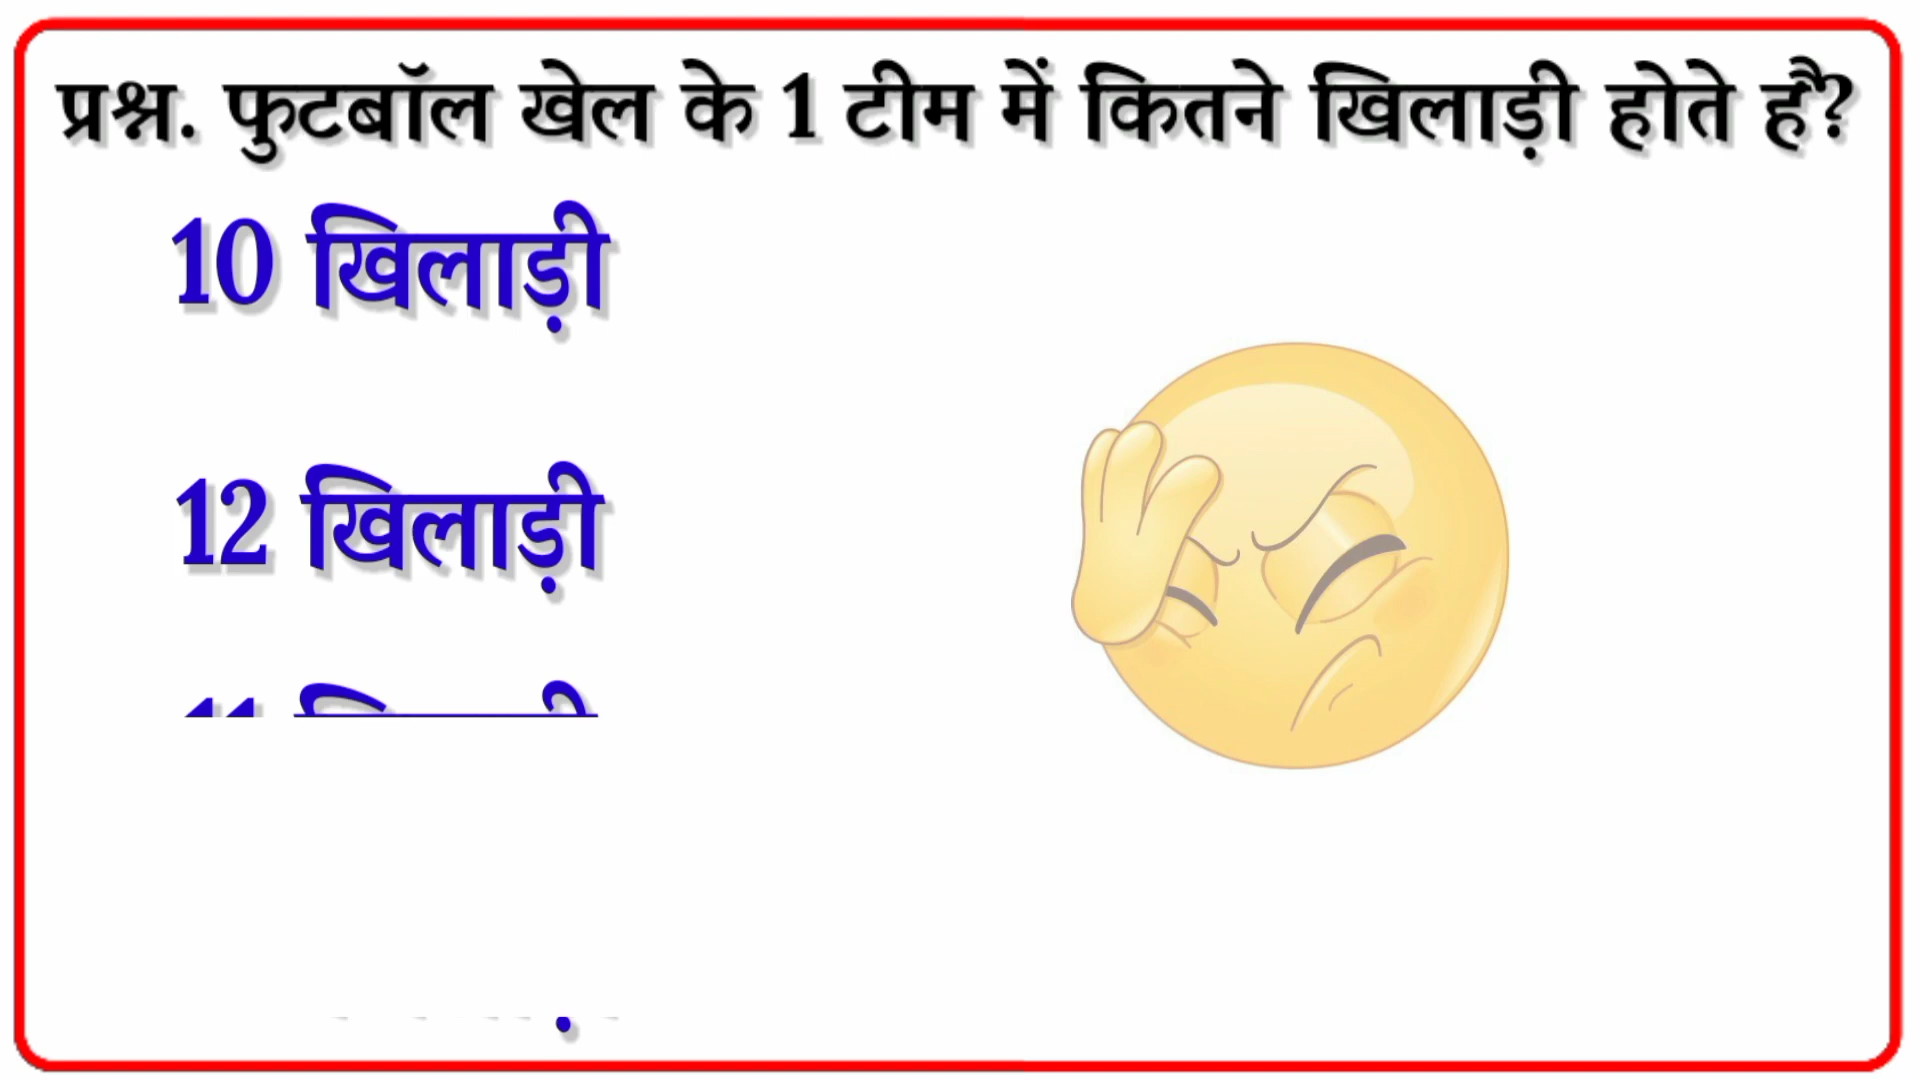 प्रश्न. फुटबॉल खेल के 1 टीम में कितने खिलाड़ी होते है?
10 खिलाड़ी
12 खिलाड़ी